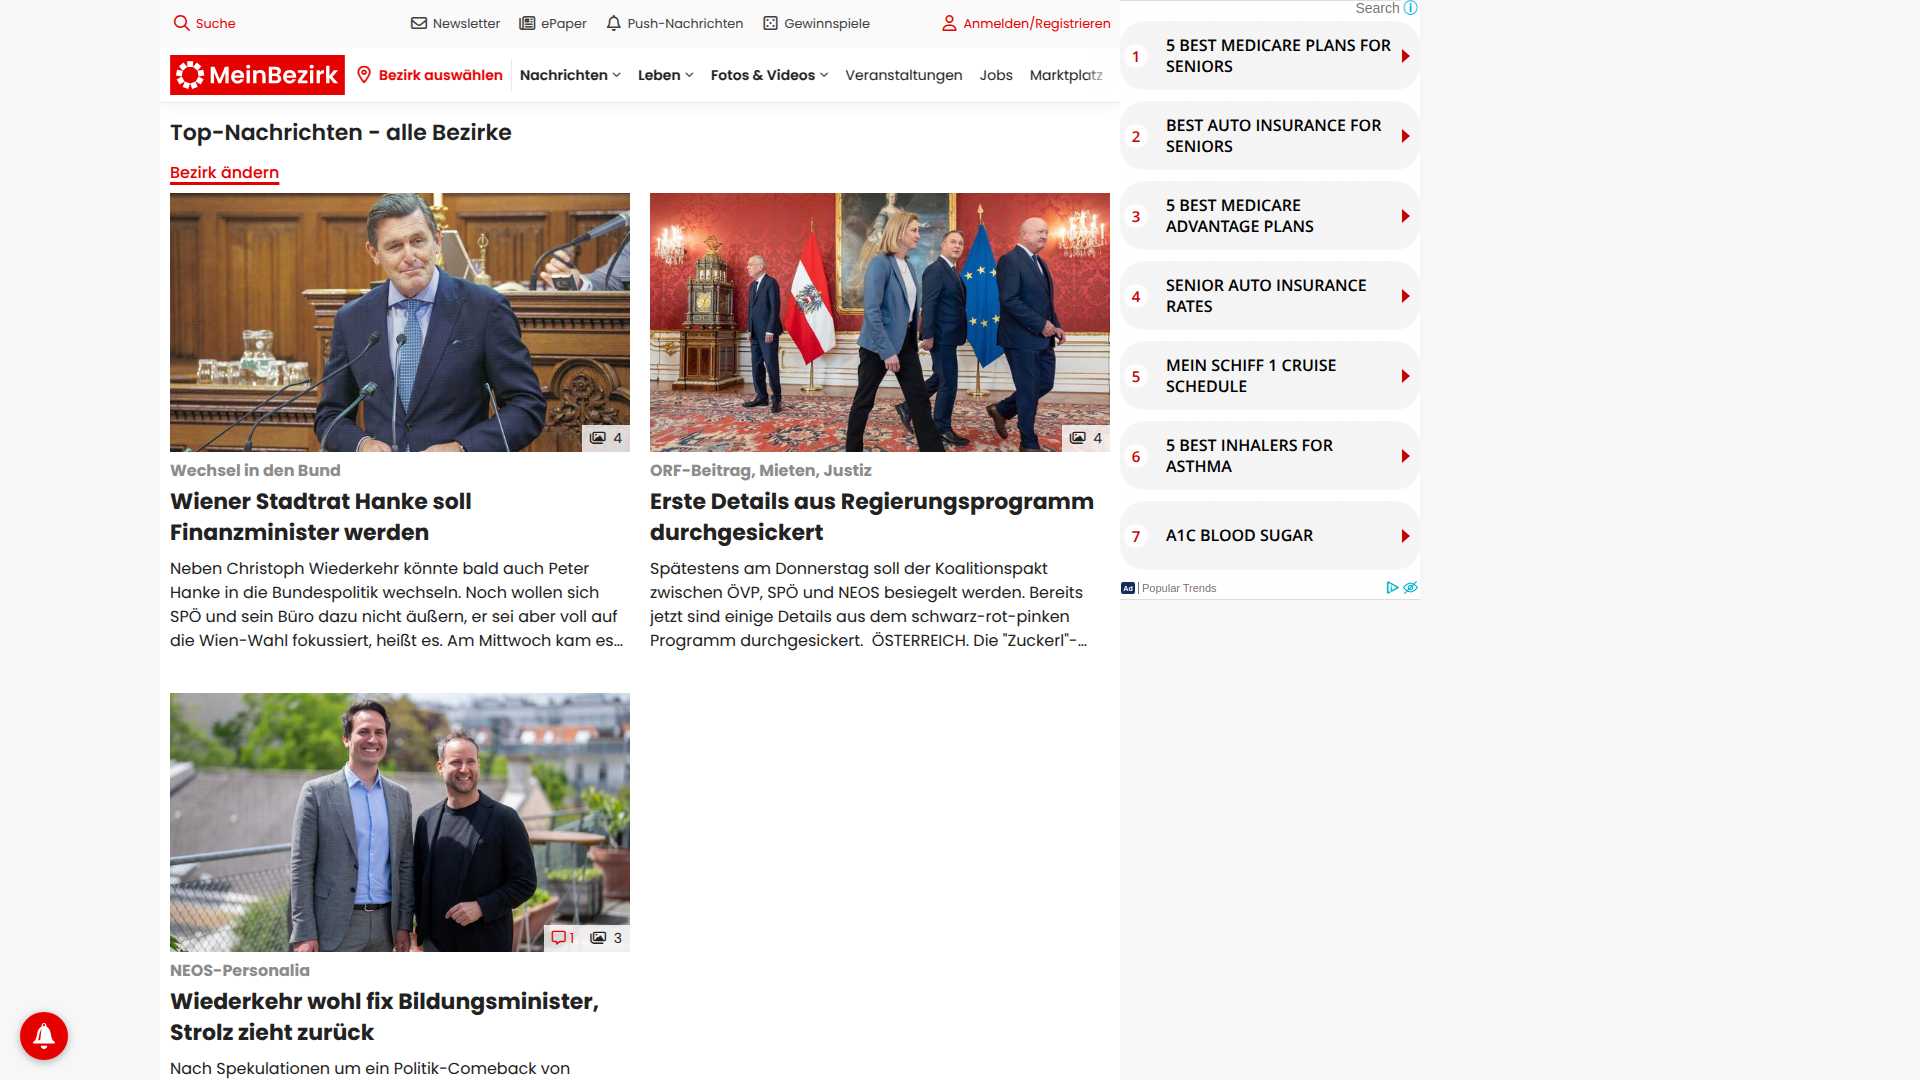 Suche
Newsletter
ePaper
Push-Nachrichten
Gewinnspiele
Anmelden/Registrieren
MeinBezirk
Bezirk auswählen
Nachrichten
Leben
Fotos & Videos
Veranstaltungen
Jobs
Marktplatz
Top-Nachrichten - alle Bezirke
Bezirk ändern
4
Wechsel in den Bund
Wiener Stadtrat Hanke soll
Finanzminister werden
Neben Christoph Wiederkehr könnte bald auch Peter
Hanke in die Bundespolitik wechseln. Noch wollen sich
SPÖ und sein Büro dazu nicht äußern, er sei aber voll auf
die Wien-Wahl fokussiert, heißt es. Am Mittwoch kam es...
4
ORF-Beitrag, Mieten, Justiz
Erste Details aus Regierungsprogramm
durchgesickert
Spätestens am Donnerstag soll der Koalitionspakt
zwischen ÖVP, SPÖ und NEOS besiegelt werden. Bereits
jetzt sind einige Details aus dem schwarz-rot-pinken
Programm durchgesickert. ÖSTERREICH. Die "Zuckerl"-...
1
3
NEOS-Personalia
Wiederkehr wohl fix Bildungsminister,
Strolz zieht zurück
Nach Spekulationen um ein Politik-Comeback von
Search
1
5 BEST MEDICARE PLANS FOR
SENIORS
2
BEST AUTO INSURANCE FOR
SENIORS
3
5 BEST MEDICARE
ADVANTAGE PLANS
4
SENIOR AUTO INSURANCE
RATES
5
MEIN SCHIFF 1 CRUISE
SCHEDULE
6
5 BEST INHALERS FOR
ASTHMA
7
A1C BLOOD SUGAR
Ad | Popular Trends